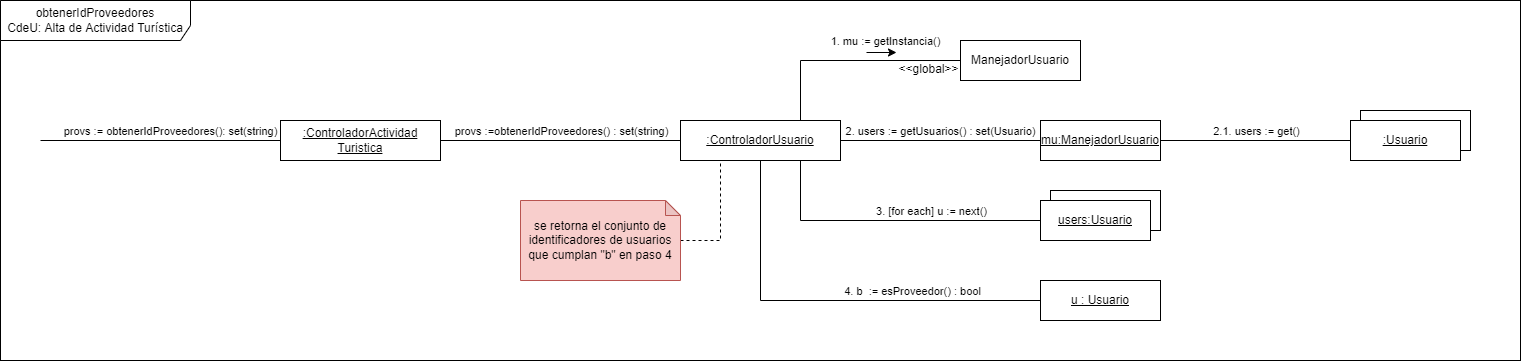 obtenerIdProveedores
CdeU: Alta de Actividad Turística
1. mu := getInstancia()
<<global>>
ManejadorUsuario
provs := obtenerIdProveedores(): set(string)
:ControladorActividad
Turistica
provs :=obtenerIdProveedores() : set(string)
:ControladorUsuario
2. users := getUsuarios() : set(Usuario)
mu:ManejadorUsuario
2.1. users := get()
:Usuario
3. [for each] u := next()
users:Usuario
se retorna el conjunto de
identificadores de usuarios
que cumplan "b" en paso 4
4. b := esProveedor() : bool
u : Usuario